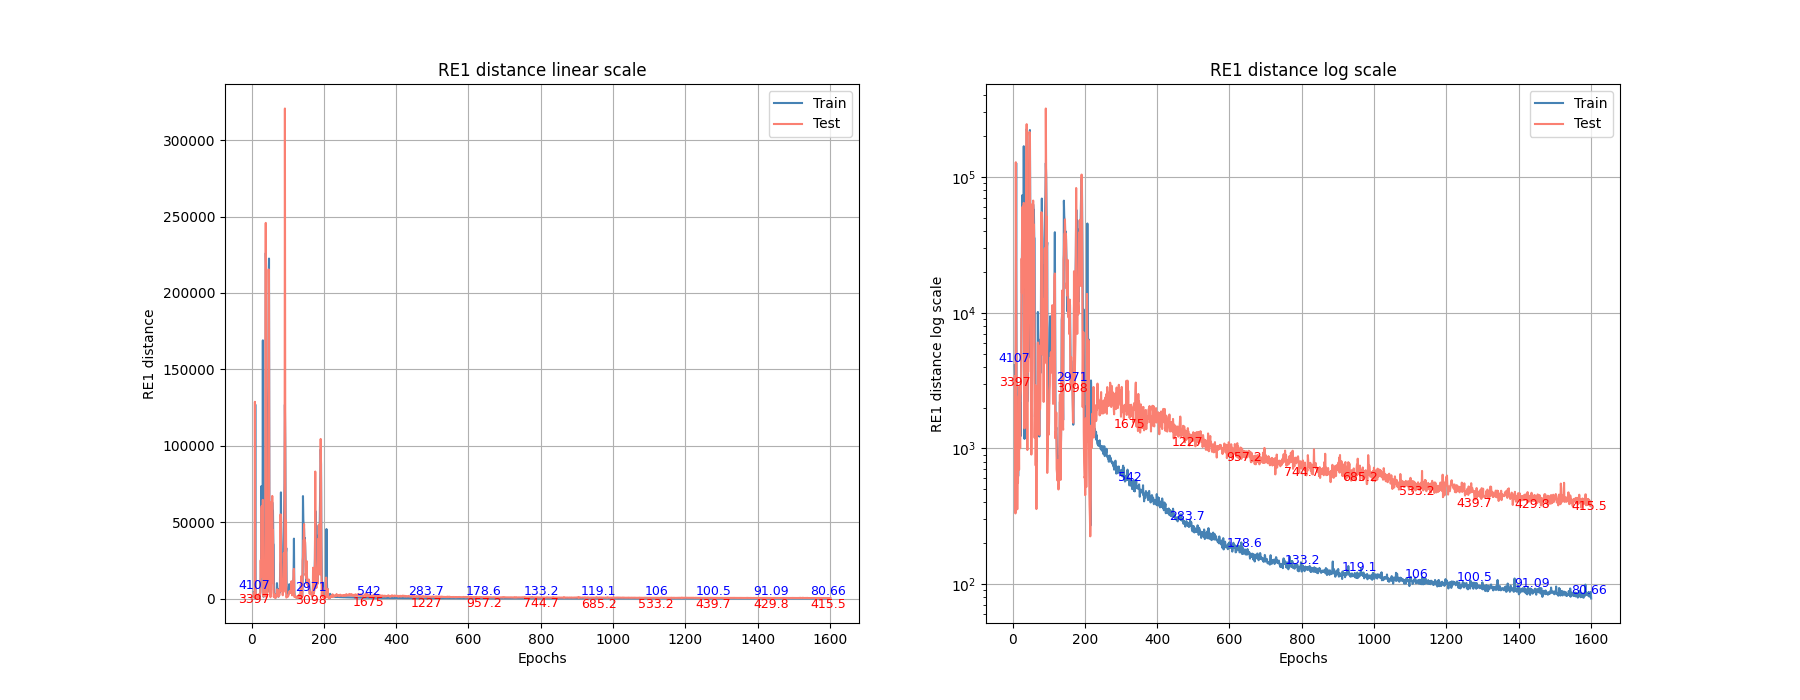 RE1 distance linear scale
Train
Test
300000
250000
200000
150000
100000
50000
0
RE1 distance
4107 2971 542 283.7 178.6 133.2 119.1 106 100.5 91.09 80.66
3397 3098 1675 1227 957.2 744.7 685.2 533.2 439.7 429.8 415.5
0 200 400 600 800 1000 1200 1400 1600
Epochs
RE1 distance log scale
Train
Test
10^5
10^4
10^3
10^2
RE1 distance log scale
4107 2971 542 283.7 178.6 133.2 119.1 106 100.5 91.09 80.66
3397 3098 1675 1227 957.2 744.7 685.2 533.2 439.7 429.8 415.5
0 200 400 600 800 1000 1200 1400 1600
Epochs